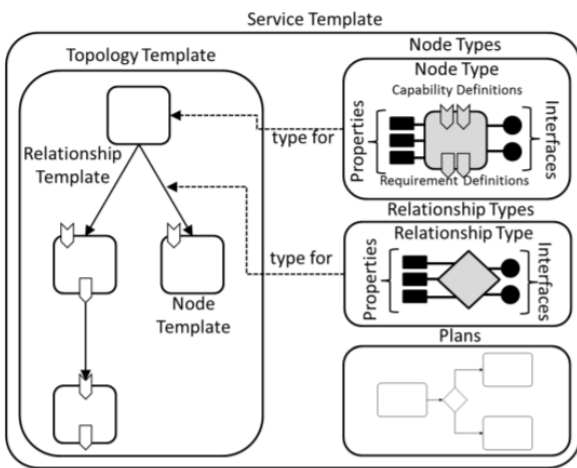 Service Template
Topology Template
Relationship
Template
Node
Template
Node Types
Node Type
Capability Definitions
Properties
Interfaces
Requirement Definitions
type for
Relationship Types
Relationship Type
Properties
Interfaces
type for
Plans